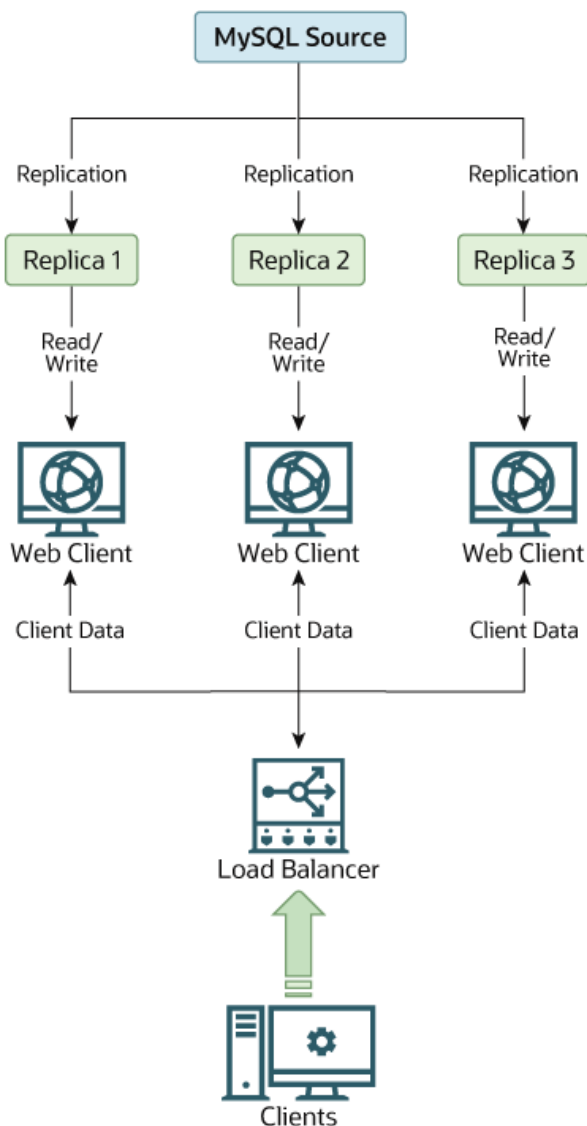 MySQL Source
Replication
Replication
Replication
Replica 1
Replica 2
Replica 3
Read/
Write
Read/
Write
Read/
Write
Web Client
Web Client
Web Client
Client Data
Client Data
Client Data
Load Balancer
Clients